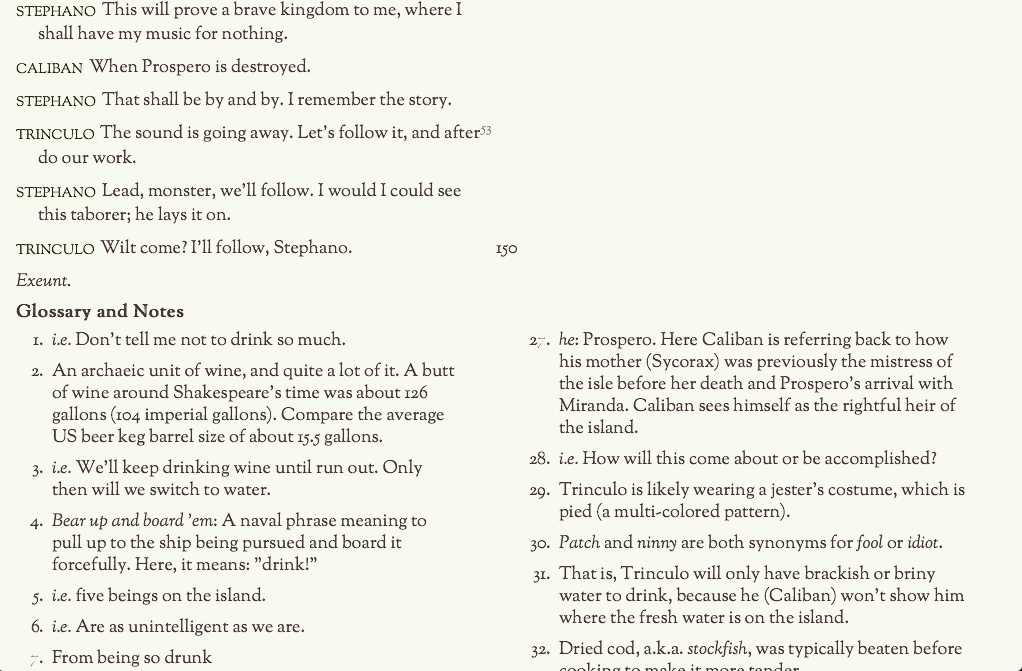 STEPHANO This will prove a brave kingdom to me, where I
shall have my music for nothing.
CALIBAN When Prospero is destroyed.
STEPHANO That shall be by and by. I remember the story.
TRINCULO The sound is going away. Let's follow it, and after53
do our work.
STEPHANO Lead, monster, we'll follow. I would I could see
this taborer; he lays it on.
TRINCULO Wilt come? I'll follow, Stephano. 150
Exeunt.
Glossary and Notes
1. i.e. Don't tell me not to drink so much.
2. An archaic unit of wine, and quite a lot of it. A butt
of wine around Shakespeare's time was about 126
gallons (104 imperial gallons). Compare the average
US beer keg barrel size of about 15.5 gallons.
3. i.e. We'll keep drinking wine until run out. Only
then will we switch to water.
4. Bear up and board 'em: A naval phrase meaning to
pull up to the ship being pursued and board it
forcefully. Here, it means: "drink!"
5. i.e. five beings on the island.
6. i.e. Are as unintelligent as we are.
7. From being so drunk
27. he: Prospero. Here Caliban is referring back to how
his mother (Sycorax) was previously the mistress of
the isle before her death and Prospero's arrival with
Miranda. Caliban sees himself as the rightful heir of
the island.
28. i.e. How will this come about or be accomplished?
29. Trinculo is likely wearing a jester's costume, which is
pied (a multi-colored pattern).
30. Patch and ninny are both synonyms for fool or idiot.
31. That is, Trinculo will only have brackish or briny
water to drink, because he (Caliban) won't show him
where the fresh water is on the island.
32. Dried cod, a.k.a. stockfish, was typically beaten before
cooking to make it more tender.